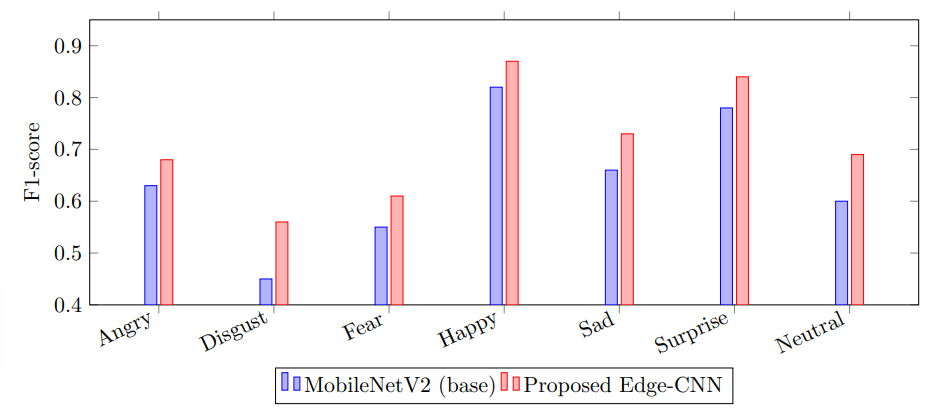 0.9
0.8
0.7
0.6
0.5
0.4
F1-score
Angry
Disgust
Fear
Happy
Sad
Surprise
Neutral
MobileNetV2 (base) Proposed Edge-CNN